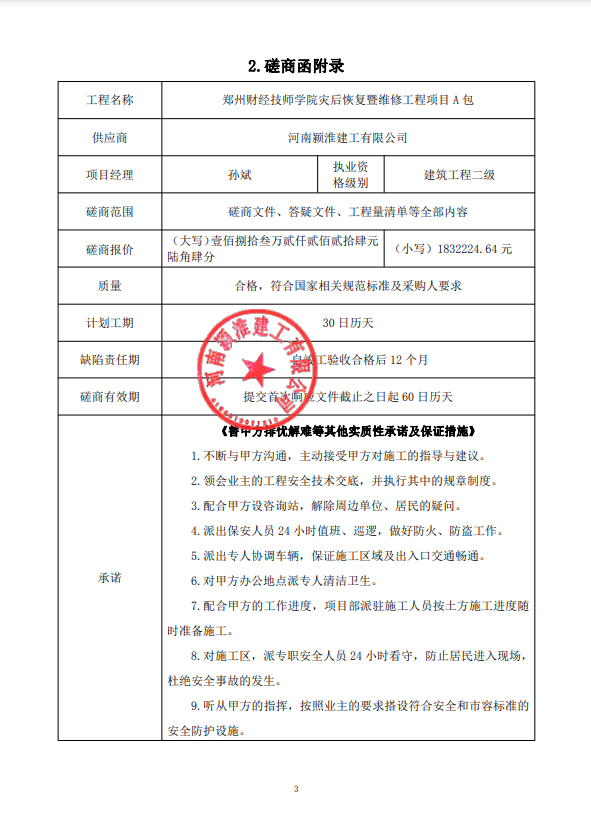 2.磋商函附录
工程名称
郑州财经技师学院灾后恢复暨维修工程项目 A 包
供应商
河南颍淮建工有限公司
项目经理
孙斌
执业资
格级别
建筑工程二级
磋商范围
磋商文件、答疑文件、工程量清单等全部内容
磋商报价
（大写）壹佰捌拾叁万贰仟贰佰贰拾肆元
陆角肆分
（小写）1832224.64 元
质量
合格，符合国家相关规范标准及采购人要求
计划工期
30 日历天
缺陷责任期
自竣工验收合格后 12 个月
磋商有效期
提交首次响应文件截止之日起 60 日历天
河南颍淮建工有限公司
承诺
《替甲方排忧解难等其他实质性承诺及保证措施》
1.不断与甲方沟通，主动接受甲方对施工的指导与建议。
2.领会业主的工程安全技术交底，并执行其中的规章制度。
3.配合甲方设咨询站，解除周边单位、居民的疑问。
4.派出保安人员 24 小时值班、巡逻，做好防火、防盗工作。
5.派出专人协调车辆，保证施工区域及出入口交通畅通。
6.对甲方办公地点派专人清洁卫生。
7.配合甲方的工作进度，项目部派驻施工人员按土方施工进度随
时准备施工。
8.对施工区，派专职安全人员 24 小时看守，防止居民进入现场，
杜绝安全事故的发生。
9.听从甲方的指挥，按照业主的要求搭设符合安全和市容标准的
安全防护设施。
3